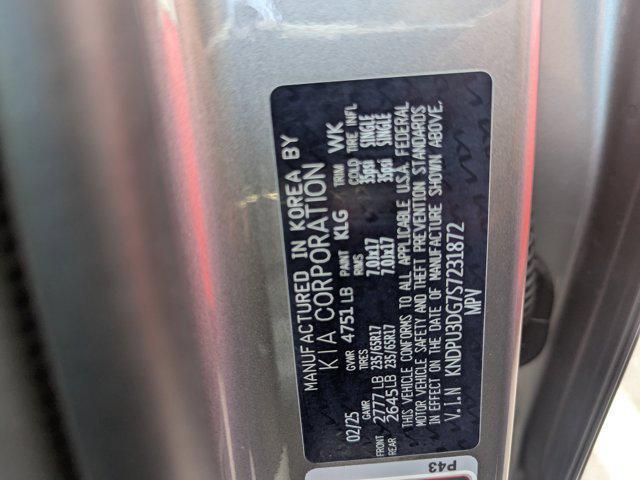 MANUFACTURED IN KOREA BY
KIA CORPORATION
02/25 GVWR 4751 LB PAINT KLG TRIM WK
GAWR TIRES RIMS COLD TIRE INFL
FRONT 2777 LB 235/65R17 7.0Jx17 35psi SINGLE
REAR 2645LB 235/65R17 7.0Jx17 35psi SINGLE
THIS VEHICLE CONFORMS TO ALL APPLICABLE U.S.A. FEDERAL
MOTOR VEHICLE SAFETY AND THEFT PREVENTION STANDARDS
IN EFFECT ON THE DATE OF MANUFACTURE SHOWN ABOVE.
V.I.N KNDPU3DG7S7231872
MPV
P43